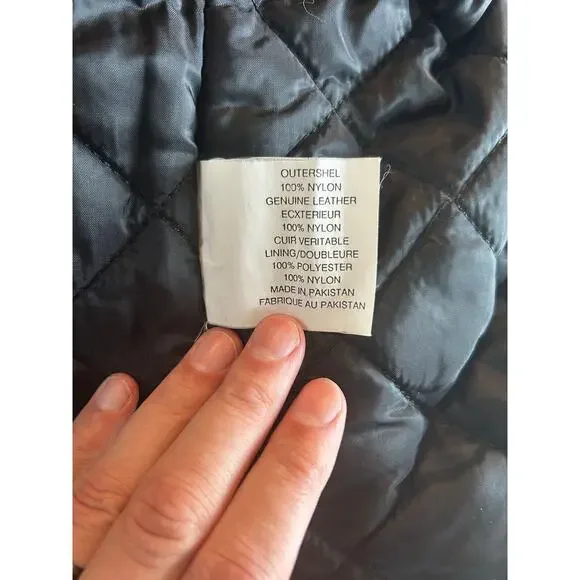 OUTERSHEL
100% NYLON
GENUINE LEATHER
ECXTERIEUR
100% NYLON
CUIR VERITABLE
LINING/DOUBLEURE
100% POLYESTER
100% NYLON
MADE IN PAKISTAN
FABRIQUE AU PAKISTAN